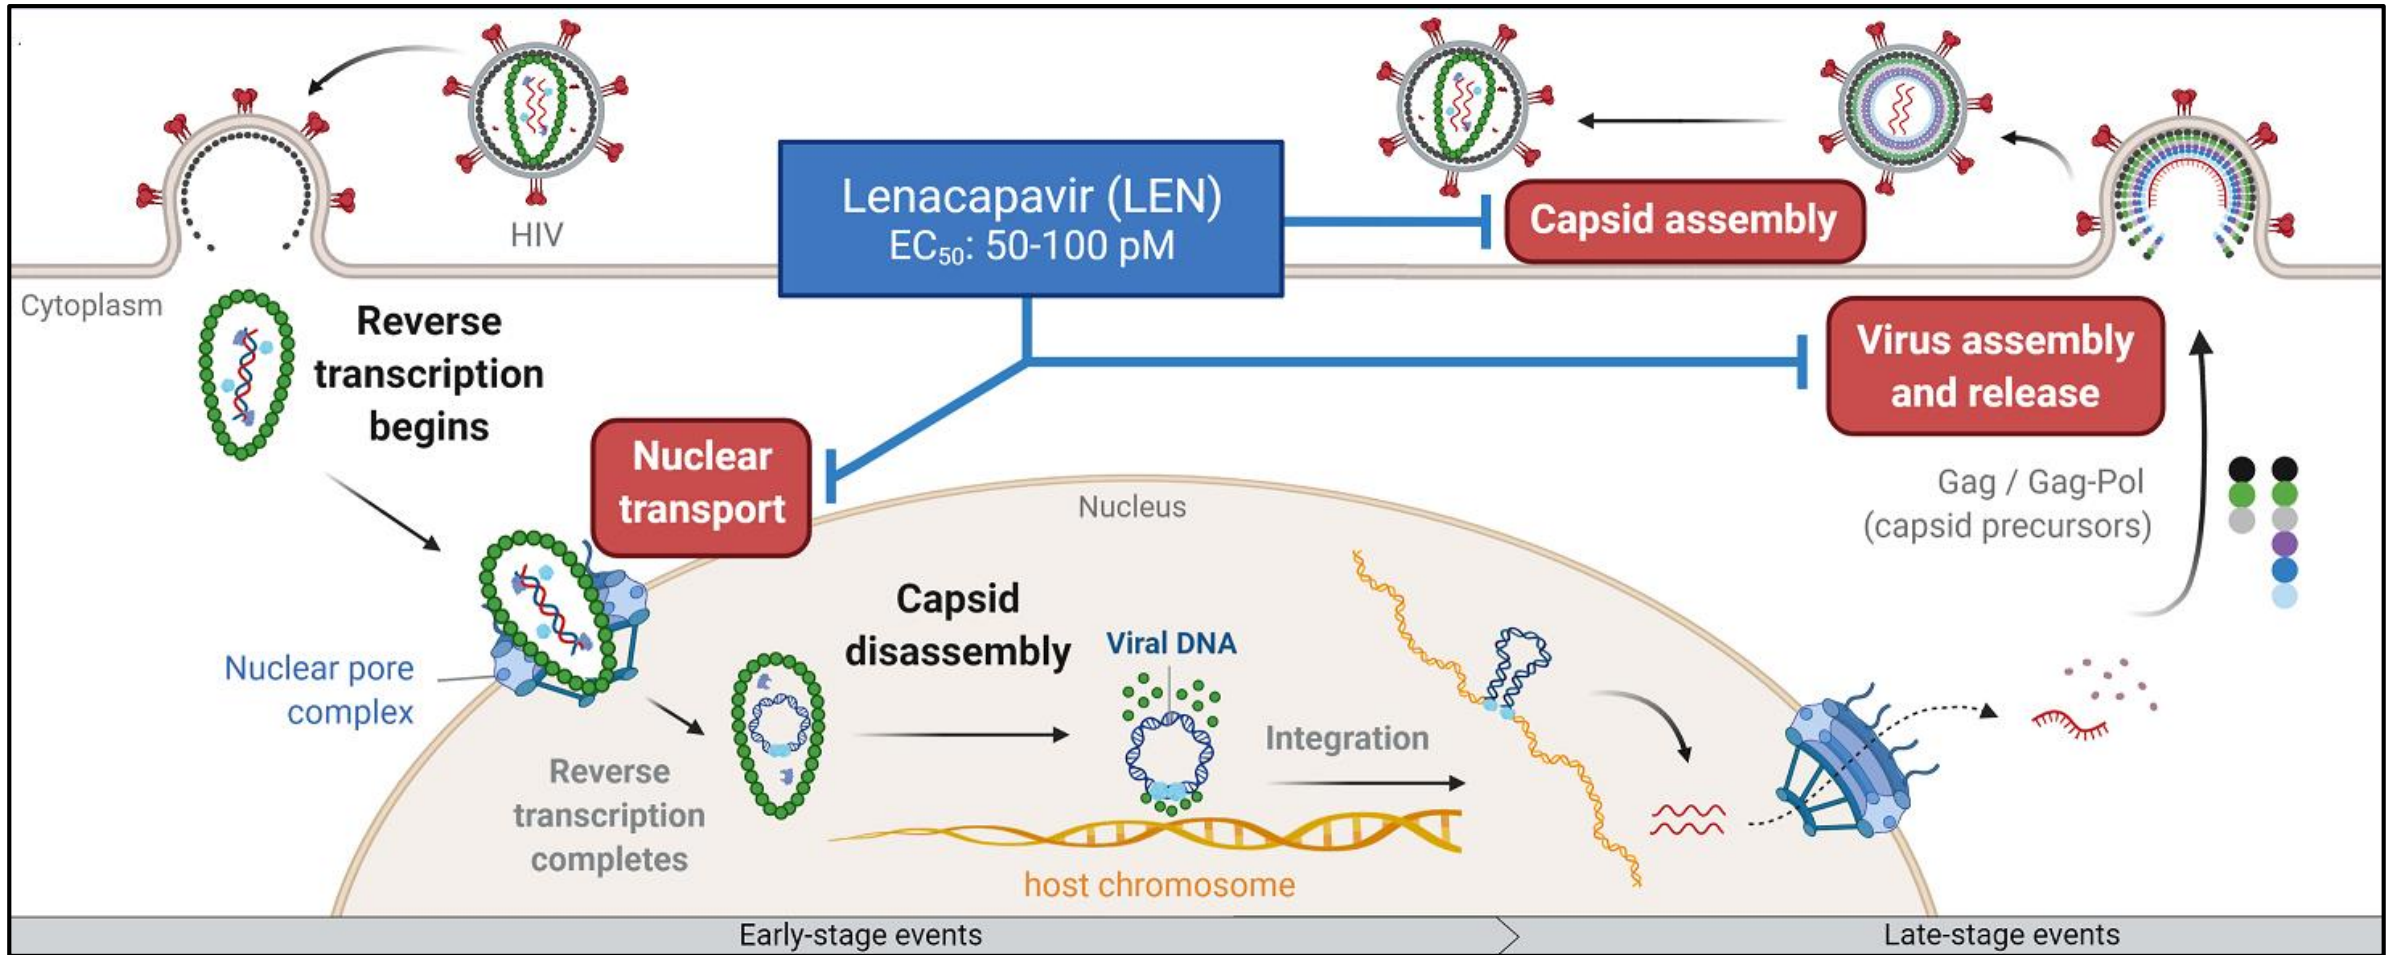 HIV
Lenacapavir (LEN)
EC₅₀: 50-100 pM
Capsid assembly
Cytoplasm
Reverse
transcription
begins
Virus assembly
and release
Nuclear
transport
Nucleus
Gag / Gag-Pol
(capsid precursors)
Nuclear pore
complex
Capsid
disassembly
Viral DNA
Reverse
transcription
completes
Integration
host chromosome
Early-stage events
Late-stage events